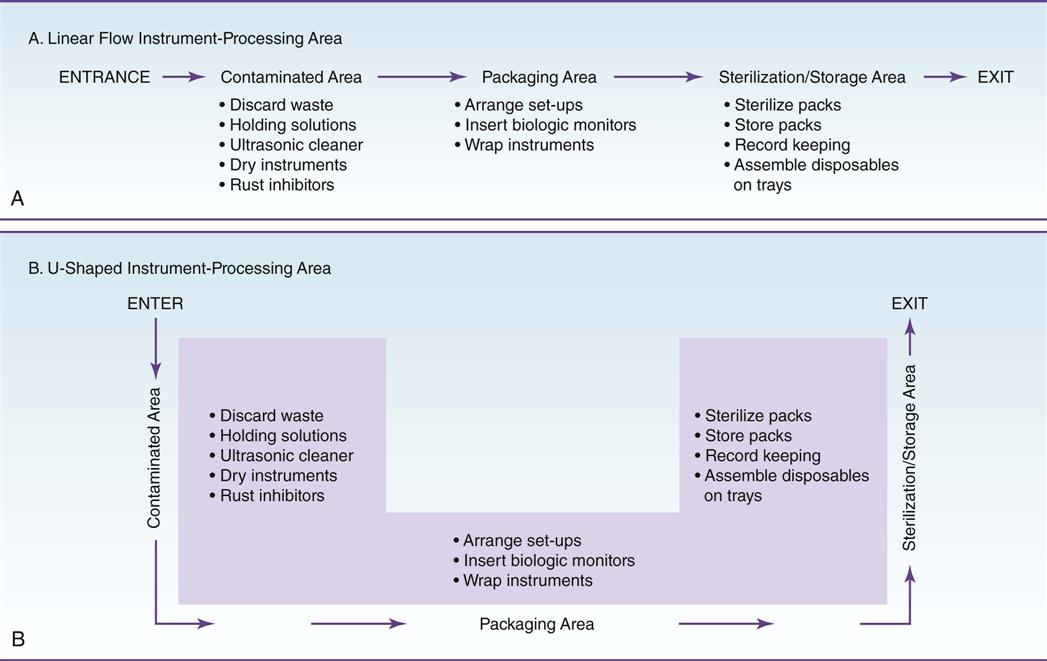 A. Linear Flow Instrument-Processing Area
ENTRANCE Contaminated Area Packaging Area Sterilization/Storage Area EXIT
• Discard waste
• Holding solutions
• Ultrasonic cleaner
• Dry instruments
• Rust inhibitors
• Arrange set-ups
• Insert biologic monitors
• Wrap instruments
• Sterilize packs
• Store packs
• Record keeping
• Assemble disposables
on trays
A
B. U-Shaped Instrument-Processing Area
ENTER
Contaminated Area
• Discard waste
• Holding solutions
• Ultrasonic cleaner
• Dry instruments
• Rust inhibitors
• Arrange set-ups
• Insert biologic monitors
• Wrap instruments
Packaging Area
• Sterilize packs
• Store packs
• Record keeping
• Assemble disposables
on trays
Sterilization/Storage Area
EXIT
B